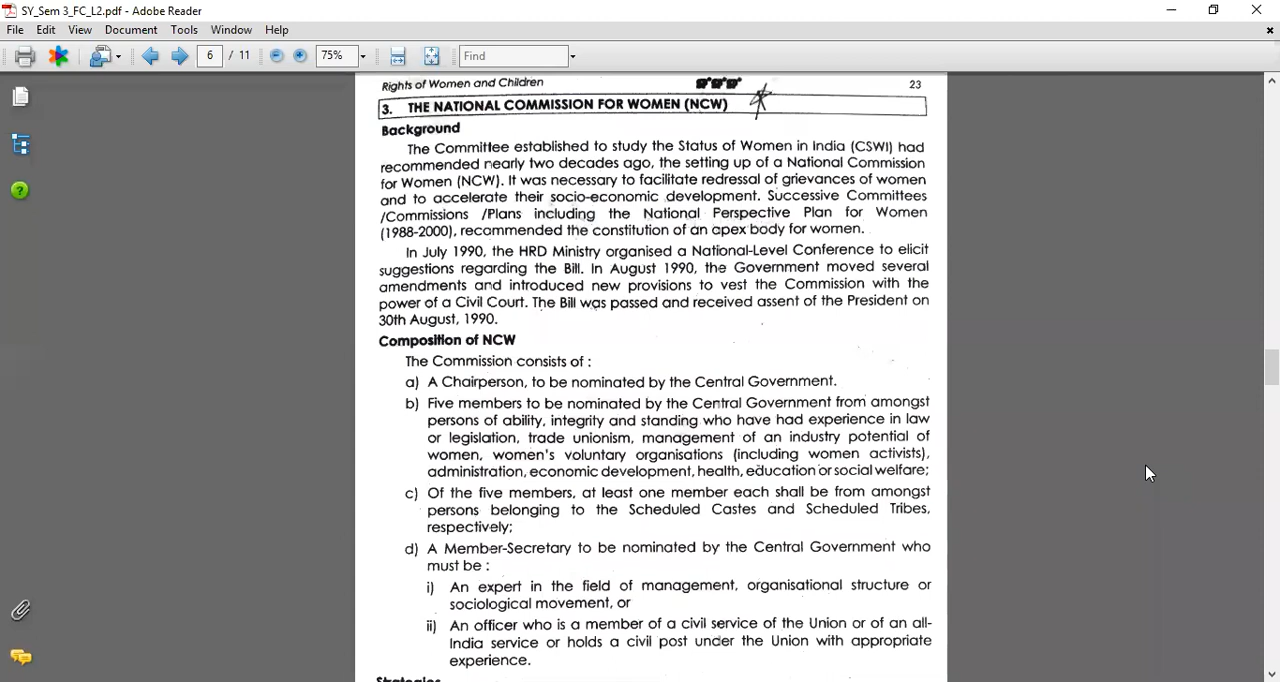 SY_Sem 3_FC_L2.pdf - Adobe Reader
File Edit View Document Tools Window Help
6 / 11 75% Find
Rights of Women and Children 23
3. THE NATIONAL COMMISSION FOR WOMEN (NCW)
Background
The Committee established to study the Status of Women in India (CSWI) had
recommended nearly two decades ago, the setting up of a National Commission
for Women (NCW). It was necessary to facilitate redressal of grievances of women
and to accelerate their socio-economic development. Successive Committees
/Commissions /Plans including the National Perspective Plan for Women
(1988-2000), recommended the constitution of an apex body for women.
In July 1990, the HRD Ministry organised a National-Level Conference to elicit
suggestions regarding the Bill. In August 1990, the Government moved several
amendments and introduced new provisions to vest the Commission with the
power of a Civil Court. The Bill was passed and received assent of the President on
30th August, 1990.
Composition of NCW
The Commission consists of :
a) A Chairperson, to be nominated by the Central Government.
b) Five members to be nominated by the Central Government from amongst
persons of ability, integrity and standing who have had experience in law
or legislation, trade unionism, management of an industry potential of
women, women's voluntary organisations (including women activists),
administration, economic development, health, education or social welfare;
c) Of the five members, at least one member each shall be from amongst
persons belonging to the Scheduled Castes and Scheduled Tribes,
respectively;
d) A Member-Secretary to be nominated by the Central Government who
must be :
i) An expert in the field of management, organisational structure or
sociological movement, or
ii) An officer who is a member of a civil service of the Union or of an all-
India service or holds a civil post under the Union with appropriate
experience.
Strategies